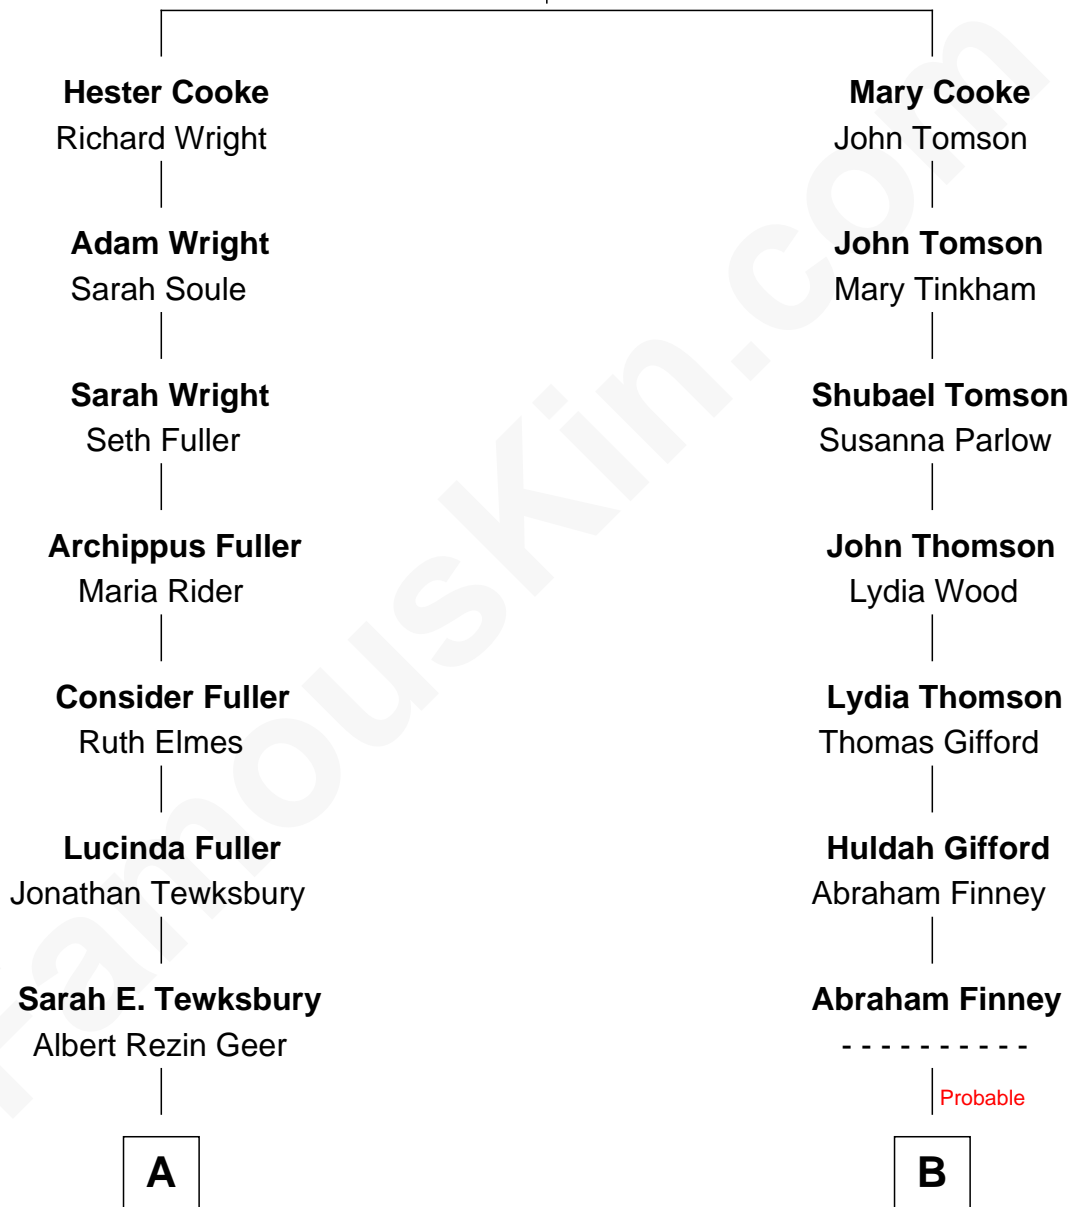 Hester Cooke
Richard Wright
Adam Wright
Sarah Soule
Sarah Wright
Seth Fuller
Archippus Fuller
Maria Rider
Consider Fuller
Ruth Elmes
Lucinda Fuller
Jonathan Tewksbury
Sarah E. Tewksbury
Albert Rezin Geer
A
Mary Cooke
John Tomson
John Tomson
Mary Tinkham
Shubael Tomson
Susanna Parlow
John Thomson
Lydia Wood
Lydia Thomson
Thomas Gifford
Huldah Gifford
Abraham Finney
Abraham Finney
- - - - - - - - - -
Probable
B
FamousKin.com